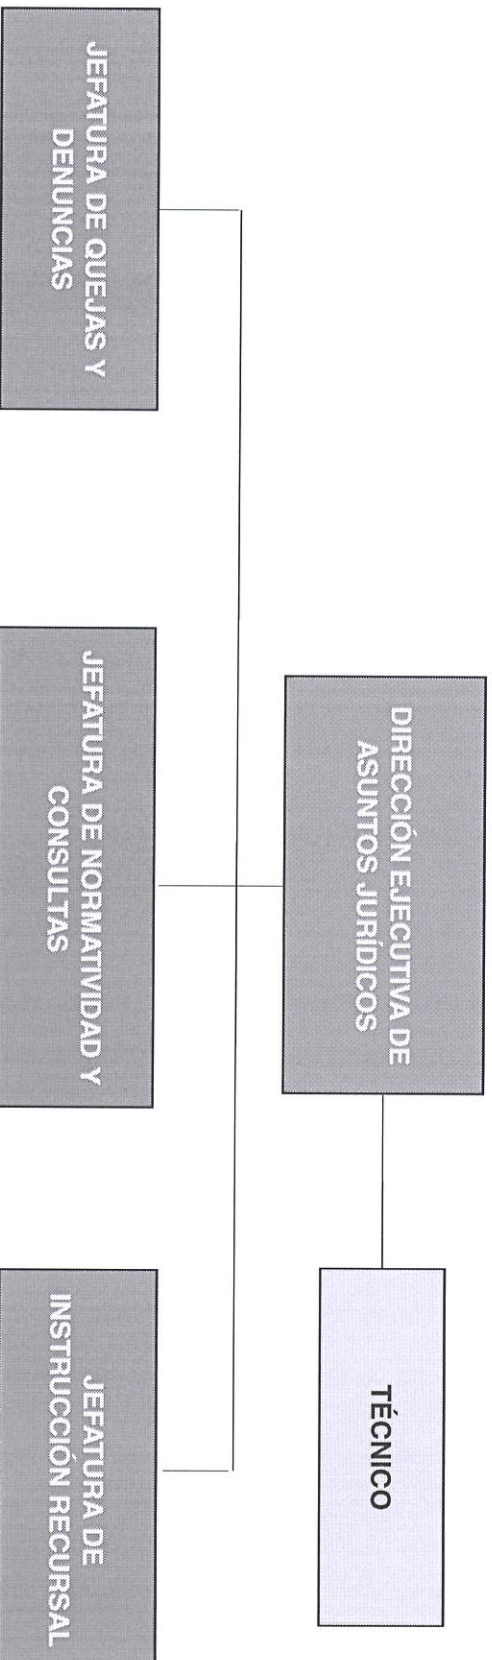 DIRECCIÓN EJECUTIVA DE
ASUNTOS JURÍDICOS
TÉCNICO
JEFATURA DE QUEJAS Y
DENUNCIAS
JEFATURA DE NORMATIVIDAD Y
CONSULTAS
JEFATURA DE
INSTRUCCIÓN RECURSAL